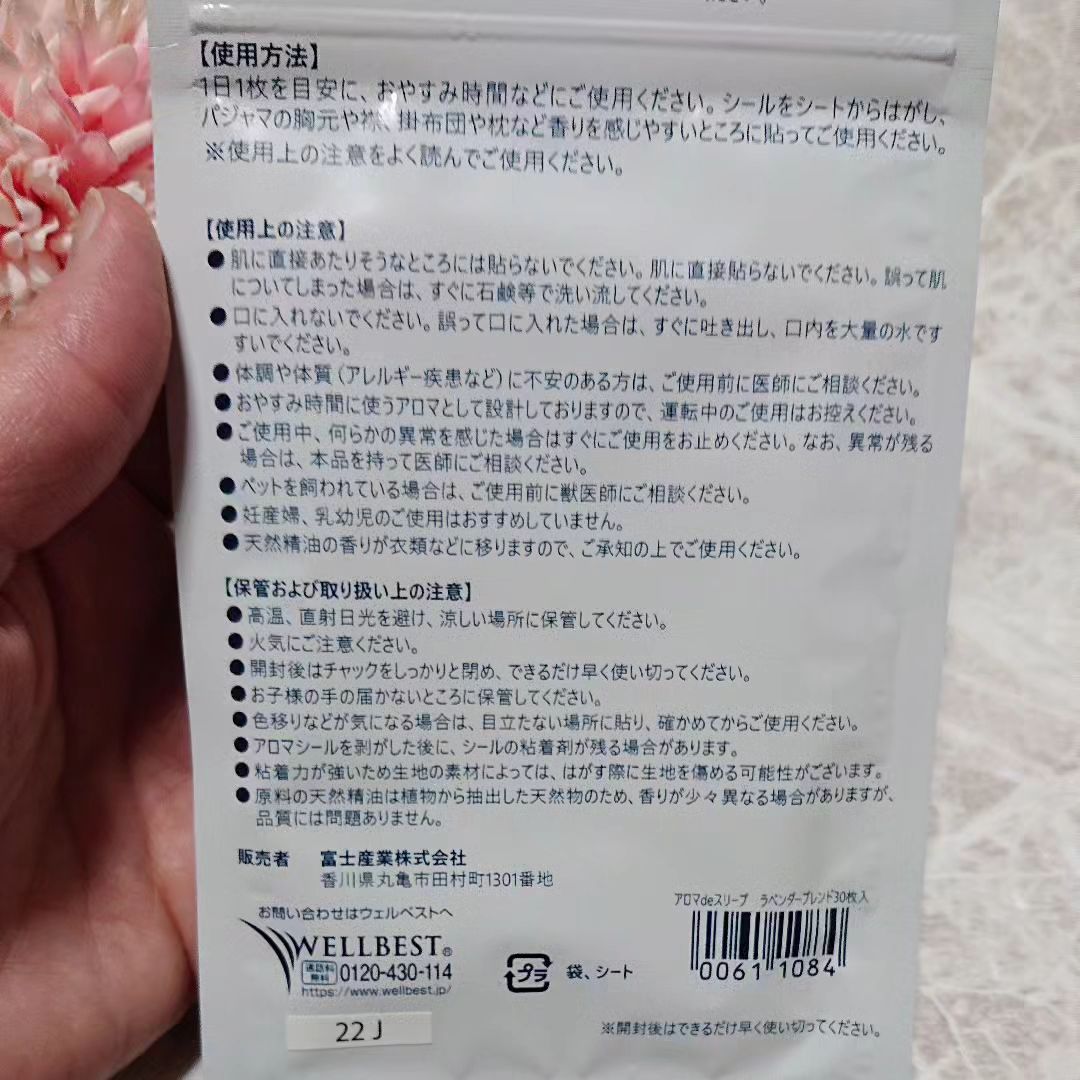 【使用方法】
1日1枚を目安に、おやすみ時間などにご使用ください。シールをシートからはがし、
パジャマの胸元や襟、掛布団や枕など香りを感じやすいところに貼ってご使用ください。
※使用上の注意をよく読んでご使用ください。
【使用上の注意】
●肌に直接あたりそうなところには貼らないでください。肌に直接貼らないでください。誤って肌
についてしまった場合は、すぐに石鹸等で洗い流してください。
●口に入れないでください。誤って口に入れた場合は、すぐに吐き出し、口内を大量の水です
すいでください。
●体調や体質(アレルギー疾患など)に不安のある方は、ご使用前に医師にご相談ください。
●おやすみ時間に使うアロマとして設計しておりますので、運転中のご使用はお控えください。
●ご使用中、何らかの異常を感じた場合はすぐにご使用をお止めください。なお、異常が残る
場合は、本品を持って医師にご相談ください。
●ペットを飼われている場合は、ご使用前に獣医師にご相談ください。
●妊産婦、乳幼児のご使用はおすすめしていません。
●天然精油の香りが衣類などに移りますので、ご承知の上でご使用ください。
【保管および取り扱い上の注意】
●高温、直射日光を避け、涼しい場所に保管してください。
●火気にご注意ください。
●開封後はチャックをしっかりと閉め、できるだけ早く使い切ってください。
●お子様の手の届かないところに保管してください。
●色移りなどが気になる場合は、目立たない場所に貼り、確かめてからご使用ください。
●アロマシールを剥がした後に、シールの粘着剤が残る場合があります。
●粘着力が強いため生地の素材によっては、はがす際に生地を傷める可能性がございます。
●原料の天然精油は植物から抽出した天然物のため、香りが少々異なる場合がありますが、
品質には問題ありません。
販売者 富士産業株式会社
香川県丸亀市田村町1301番地
お問い合わせはウェルベストへ
WELLBEST®
通話料無料 0120-430-114
https://www.wellbest.jp/
22J
プラ 袋、シート
アロマdeスリープ ラベンダーブレンド30枚入
0061 1084
※開封後はできるだけ早く使い切ってください。